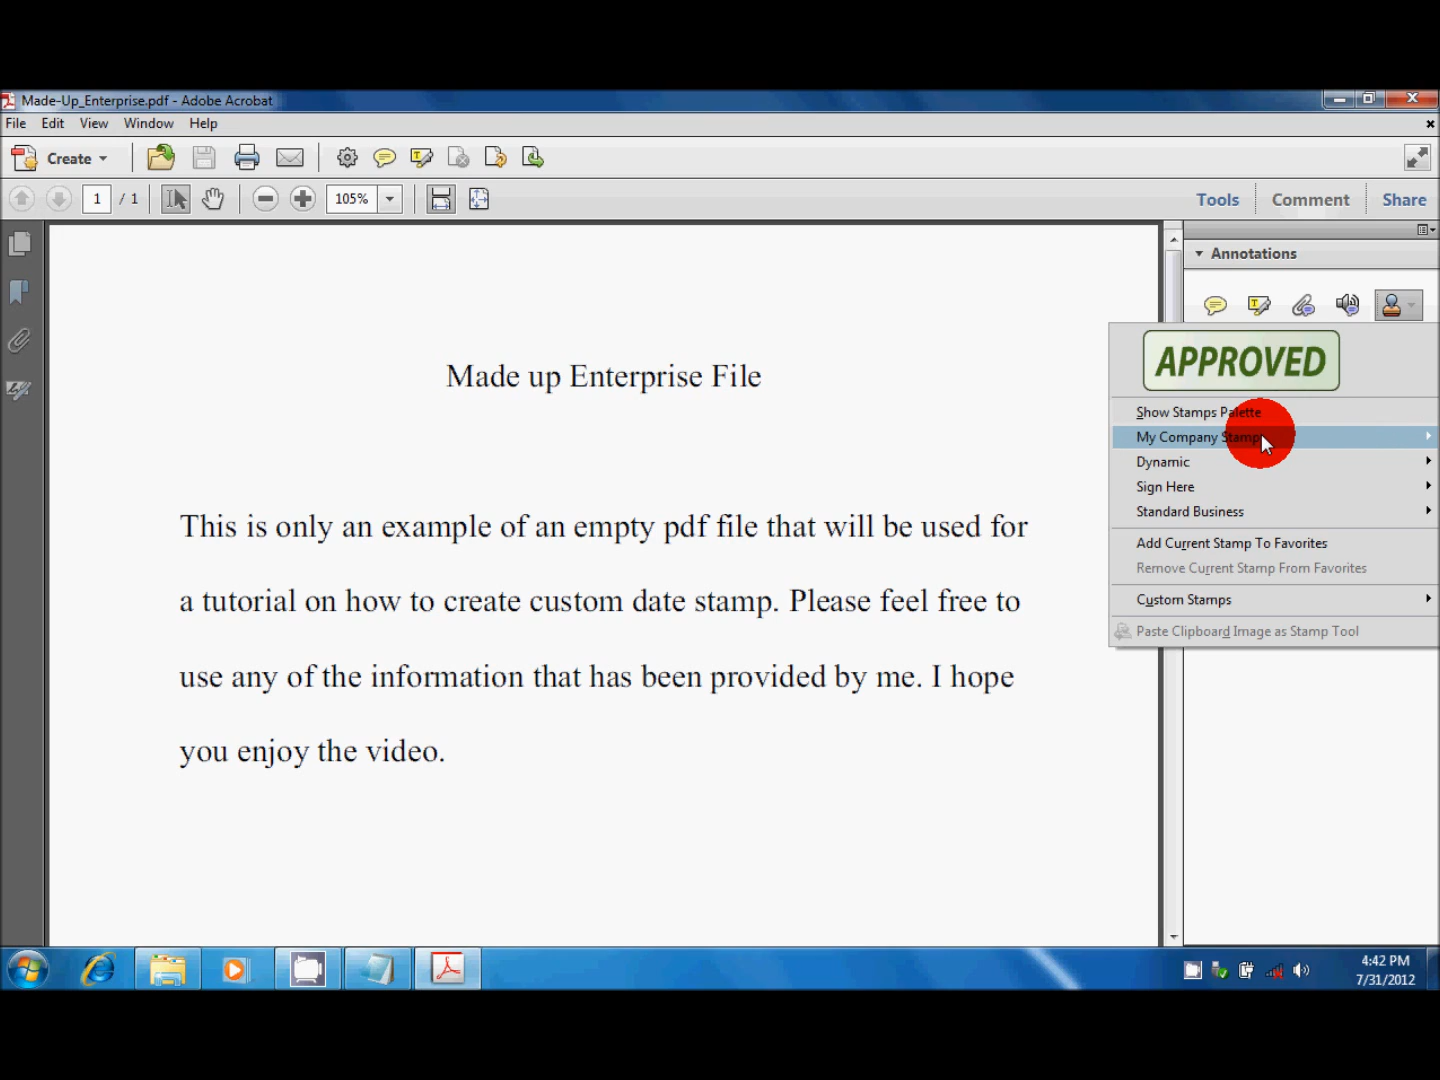 Made-Up_Enterprise.pdf - Adobe Acrobat
File Edit View Window Help
Create
1 / 1 105% Tools Comment Share
Annotations
APPROVED
Show Stamps Palette
My Company Stamp
Dynamic
Sign Here
Standard Business
Add Current Stamp To Favorites
Remove Current Stamp From Favorites
Custom Stamps
Paste Clipboard Image as Stamp Tool
Made up Enterprise File
This is only an example of an empty pdf file that will be used for
a tutorial on how to create custom date stamp. Please feel free to
use any of the information that has been provided by me. I hope
you enjoy the video.
4:42 PM
7/31/2012